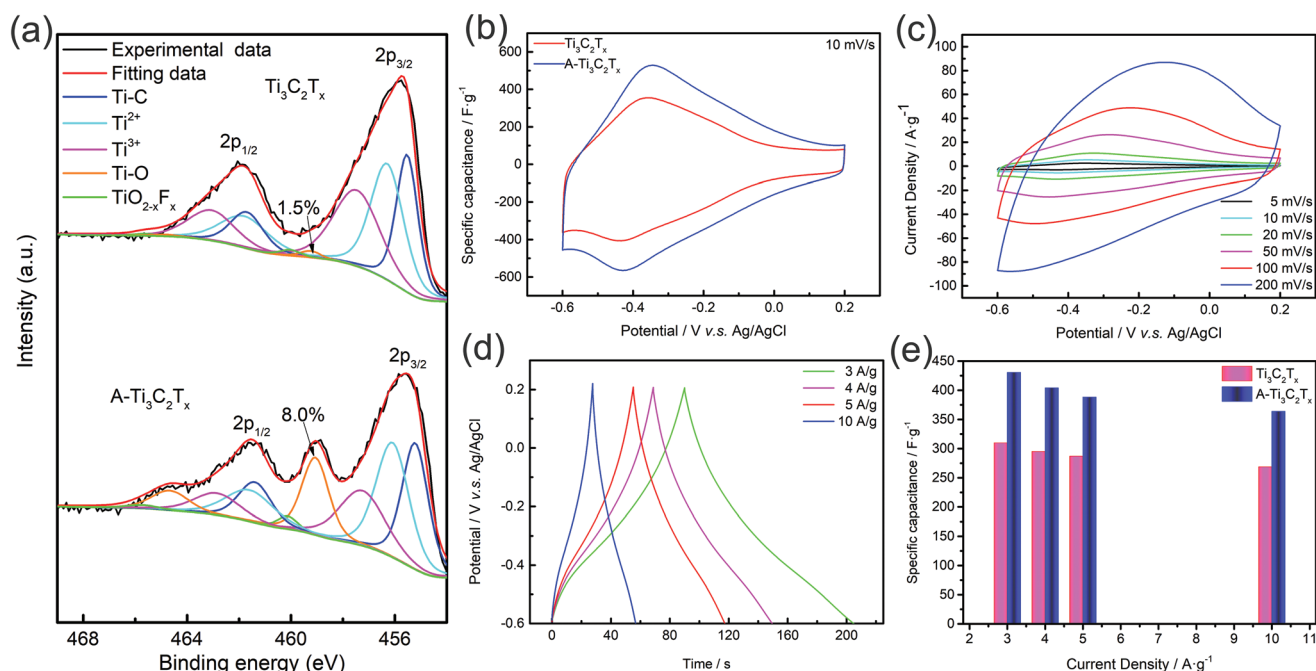 (a)
Experimental data
Fitting data
Ti-C
Ti2+
Ti3+
Ti-O
TiO2-xFx
Ti3C2Tx
2p3/2
2p1/2
1.5%
A-Ti3C2Tx
2p3/2
2p1/2
8.0%
Intensity (a.u.)
468 464 460 456
Binding energy (eV)
(b)
Ti3C2Tx
A-Ti3C2Tx
10 mV/s
Specific capacitance / F·g-1
600
400
200
0
-200
-400
-600
-0.6 -0.4 -0.2 0.0 0.2
Potential / V v.s. Ag/AgCl
(c)
Current Density / A·g-1
100
80
60
40
20
0
-20
-40
-60
-80
-100
5 mV/s
10 mV/s
20 mV/s
50 mV/s
100 mV/s
200 mV/s
-0.6 -0.4 -0.2 0.0 0.2
Potential / V v.s. Ag/AgCl
(d)
3 A/g
4 A/g
5 A/g
10 A/g
Potential / V v.s. Ag/AgCl
0.2
0.0
-0.2
-0.4
-0.6
0 40 80 120 160 200
Time / s
(e)
Ti3C2Tx
A-Ti3C2Tx
Specific capacitance / F·g-1
450
400
350
300
250
200
150
100
50
0
2 3 4 5 6 7 8 9 10 11
Current Density / A·g-1